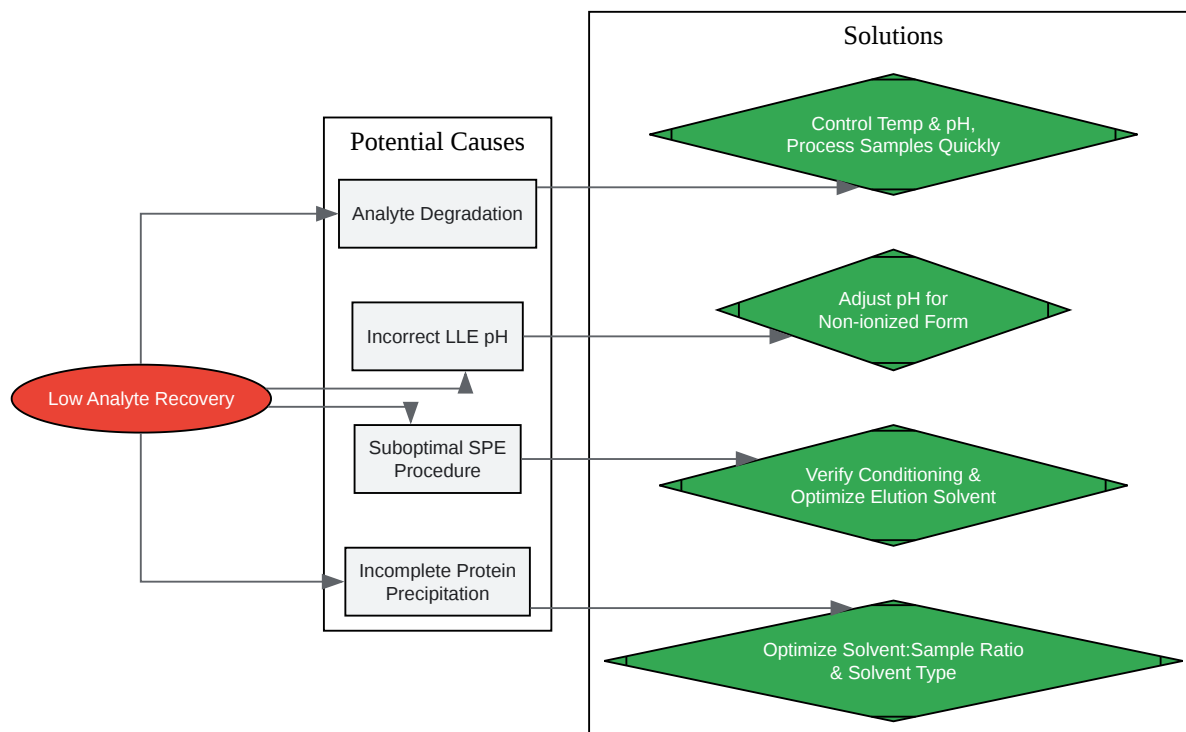 Solutions
Control Temp & pH,
Process Samples Quickly
Potential Causes
Analyte Degradation
Adjust pH for
Non-ionized Form
Incorrect LLE pH
Low Analyte Recovery
Suboptimal SPE
Procedure
Verify Conditioning &
Optimize Elution Solvent
Incomplete Protein
Precipitation
Optimize Solvent:Sample Ratio
& Solvent Type